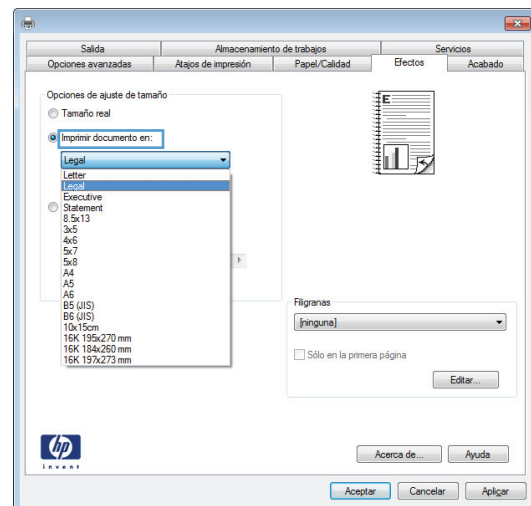 Salida Almacenamiento de trabajos Servicios
Opciones avanzadas Atajos de impresión Papel/Calidad Efectos Acabado
Opciones de ajuste de tamaño
Tamaño real
Imprimir documento en:
Legal
Letter
Legal
Executive
Statement
8.5x13
3x5
4x6
5x7
5x8
A4
A5
A6
B5 (JIS)
B6 (JIS)
10x15cm
16K 195x270 mm
16K 184x260 mm
16K 197x273 mm
E
Filigranas
[ninguna]
Sólo en la primera página
Editar...
hp
invent
Acerca de... Ayuda
Aceptar Cancelar Aplicar